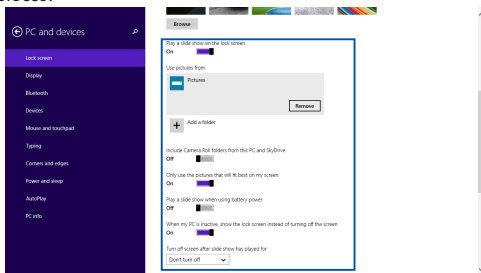 Browse
PC and devices
Lock screen
Display
Bluetooth
Devices
Mouse and touchpad
Typing
Corners and edges
Power and sleep
AutoPlay
PC info
Play a slide show on the lock screen
On
Use pictures from
Pictures
Remove
Add a folder
Include Camera Roll folders from this PC and SkyDrive
Off
Only use the pictures that will fit best on my screen
On
Play a slide show when using battery power
Off
When my PC is inactive, show the lock screen instead of turning off the screen
On
Turn off screen after slide show has played for
Don't turn off